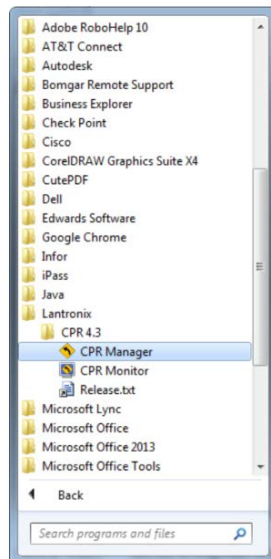 Adobe RoboHelp 10
AT&T Connect
Autodesk
Bomgar Remote Support
Business Explorer
Check Point
Cisco
CorelDRAW Graphics Suite X4
CutePDF
Dell
Edwards Software
Google Chrome
Infor
iPass
Java
Lantronix
CPR 4.3
CPR Manager
CPR Monitor
Release.txt
Microsoft Lync
Microsoft Office
Microsoft Office 2013
Microsoft Office Tools
Back
Search programs and files